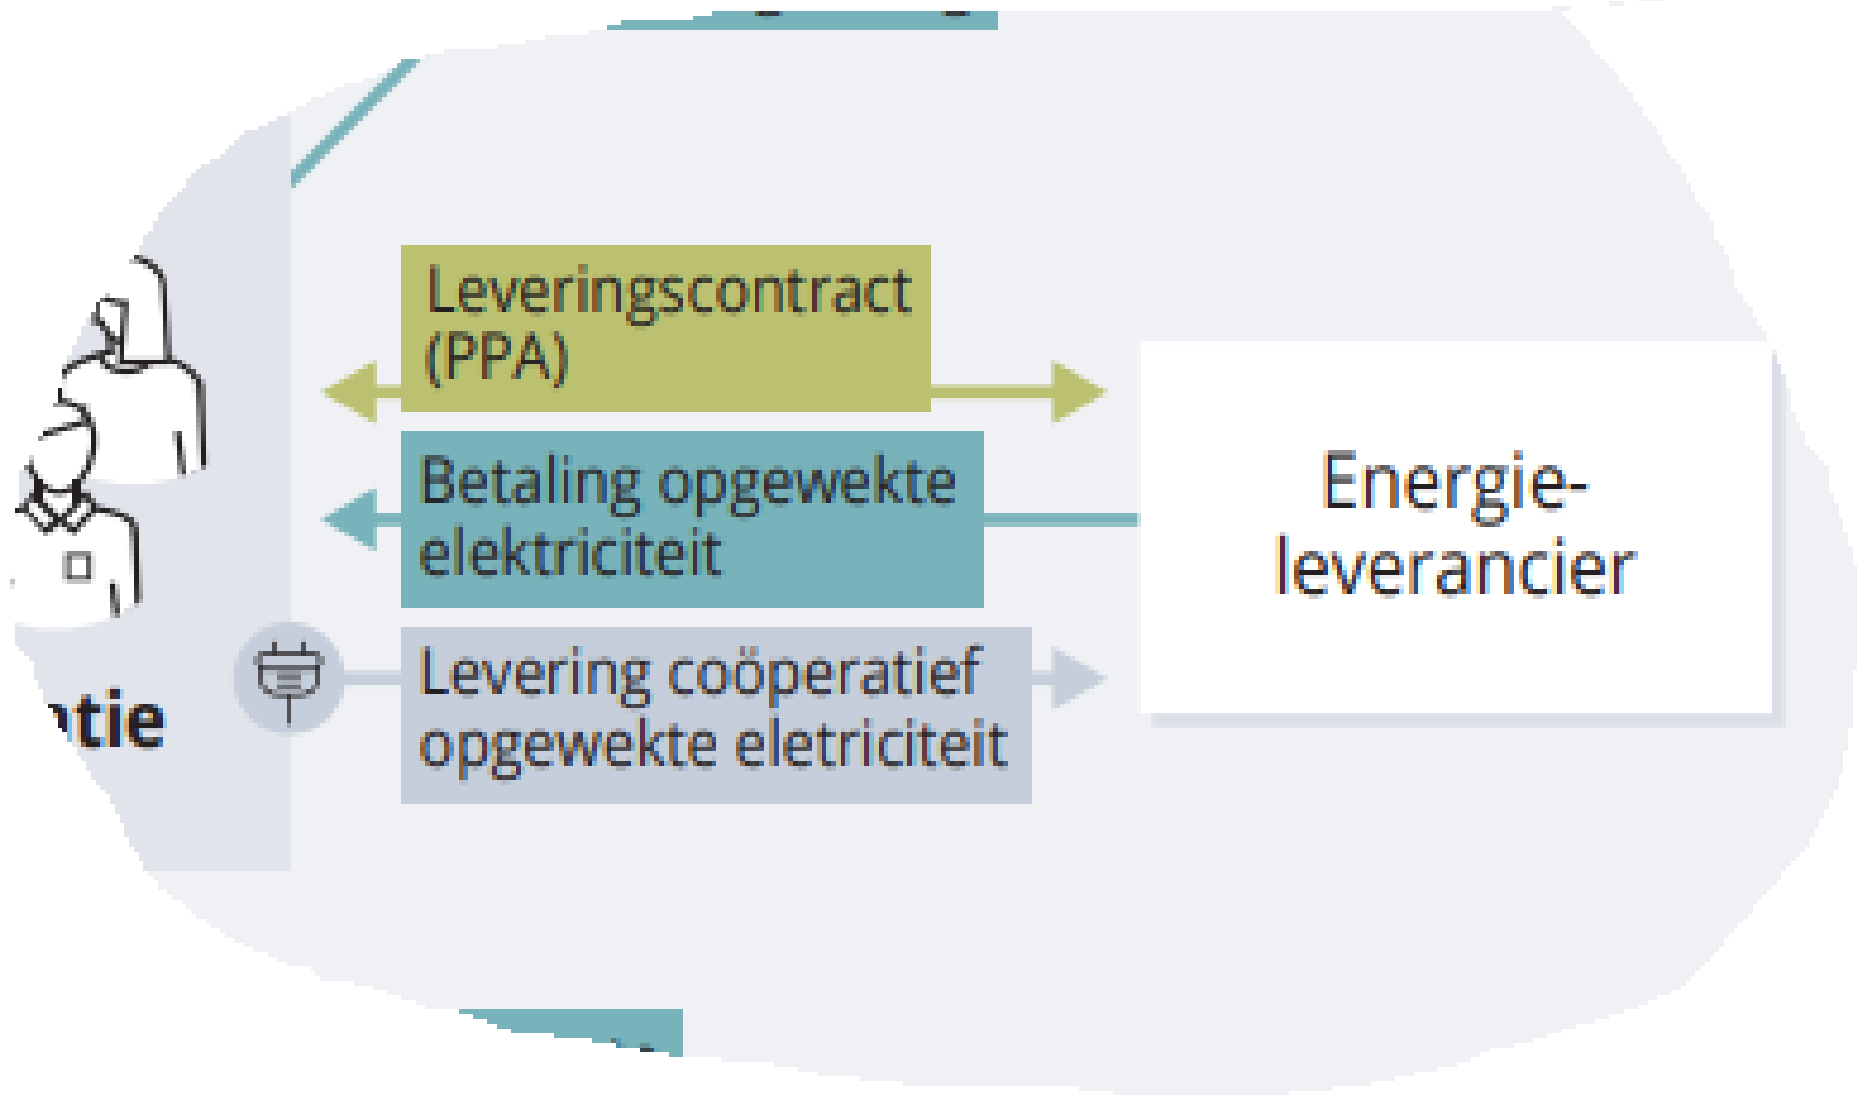 Leveringscontract
(PPA)
Betaling opgewekte
elektriciteit
Energie-
leverancier
Levering coöperatief
opgewekte eletriciteit
tie